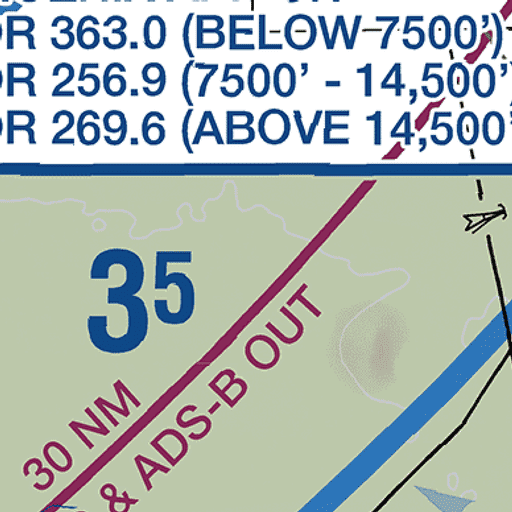 R 363.0 (BELOW 7500')
R 256.9 (7500' - 14,500'
R 269.6 (ABOVE 14,500'
35
30 NM
& ADS-B OUT
0